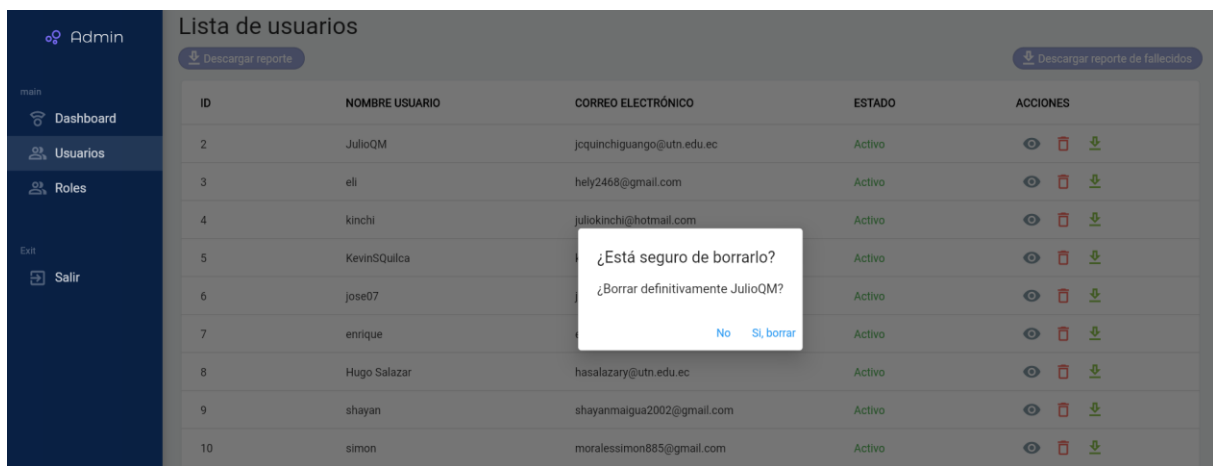 Admin
main
Dashboard
Usuarios
Roles
Exit
Salir
Lista de usuarios
Descargar reporte
Descargar reporte de fallecidos
ID NOMBRE USUARIO CORREO ELECTRÓNICO ESTADO ACCIONES
2 JulioQM jcquinchiguango@utn.edu.ec Activo
3 eli hely2468@gmail.com Activo
4 kinchi juliokinchi@hotmail.com Activo
5 KevinSQuilca Activo
6 jose07 Activo
7 enrique Activo
8 Hugo Salazar hasalazary@utn.edu.ec Activo
9 shayan shayanmaigua2002@gmail.com Activo
10 simon moralessimon885@gmail.com Activo
¿Está seguro de borrarlo?
¿Borrar definitivamente JulioQM?
No Si, borrar